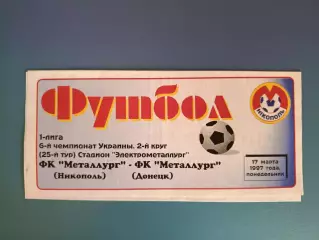 Футбол
НИКОПОЛЬ
1-лига
6-й чемпионат Украины. 2-й круг
(25-й тур) Стадион "Электрометаллург"
ФК "Металлург" - ФК "Металлург"
(Никополь) (Донецк)
17 марта
1997 года,
понедельник